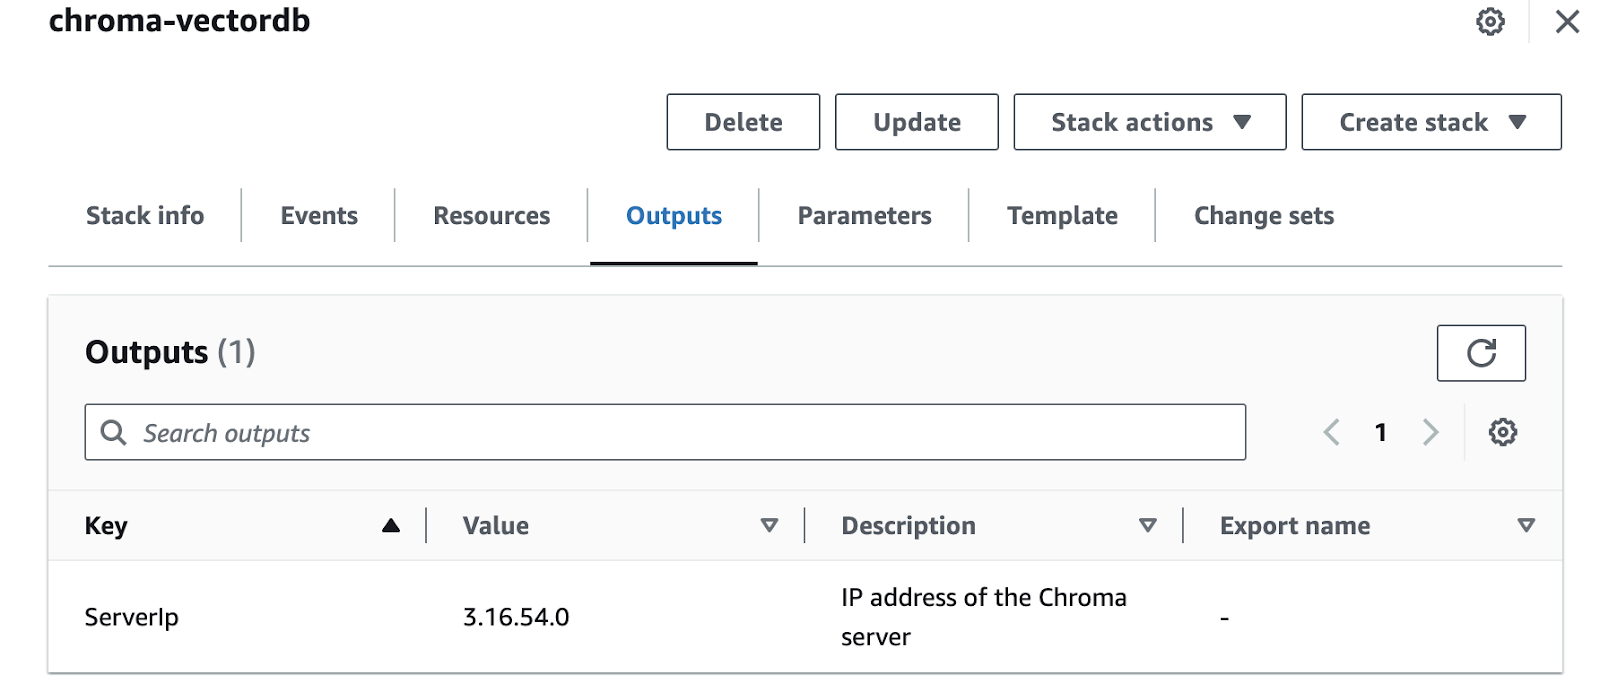 chroma-vectordb
Delete Update Stack actions Create stack
Stack info Events Resources Outputs Parameters Template Change sets
Outputs (1)
Search outputs 1
Key Value Description Export name
ServerIp 3.16.54.0 IP address of the Chroma -
server